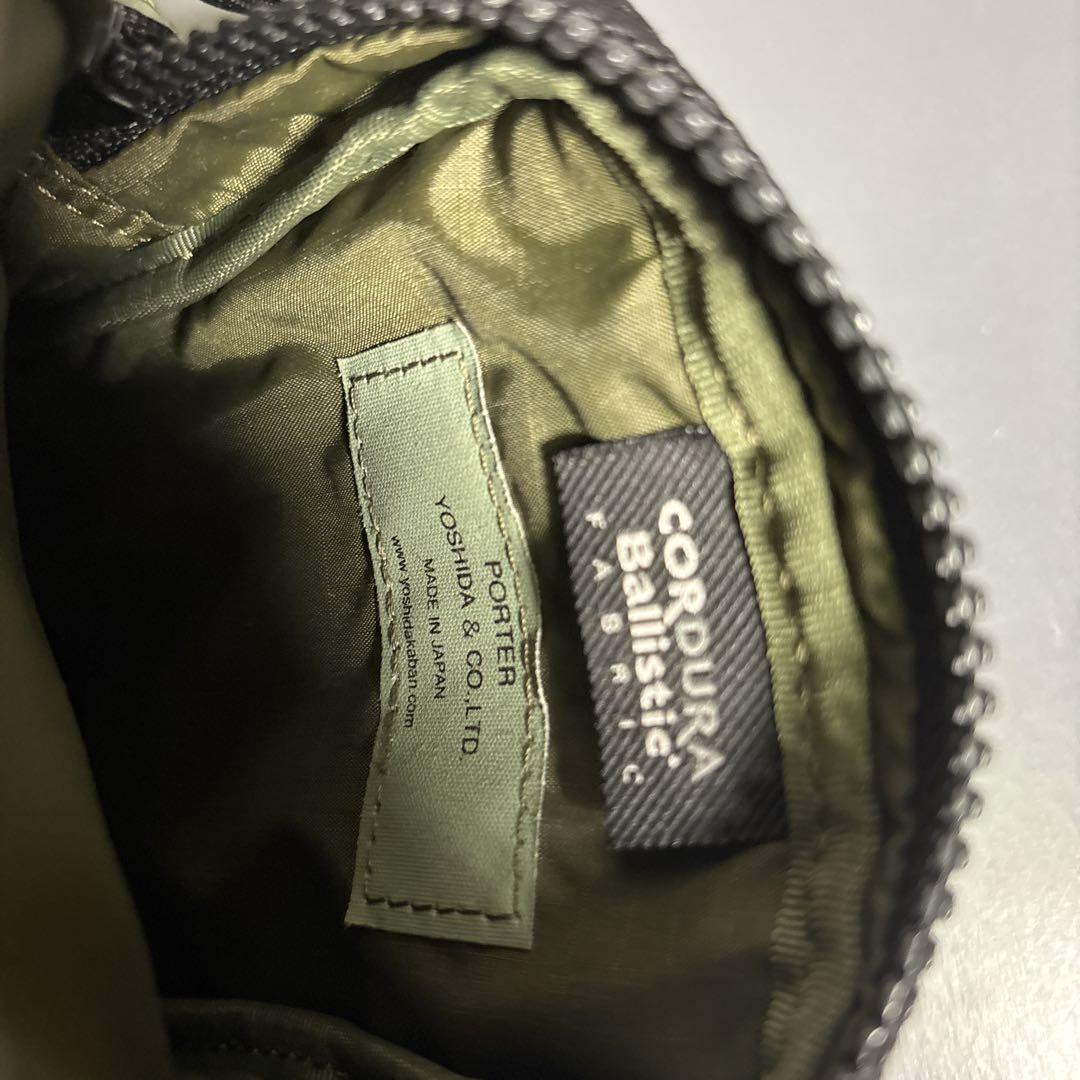 PORTER
YOSHIDA & CO.,LTD.
MADE IN JAPAN
www.yoshidakaban.com
CORDURA
Ballistic.
FABRIC